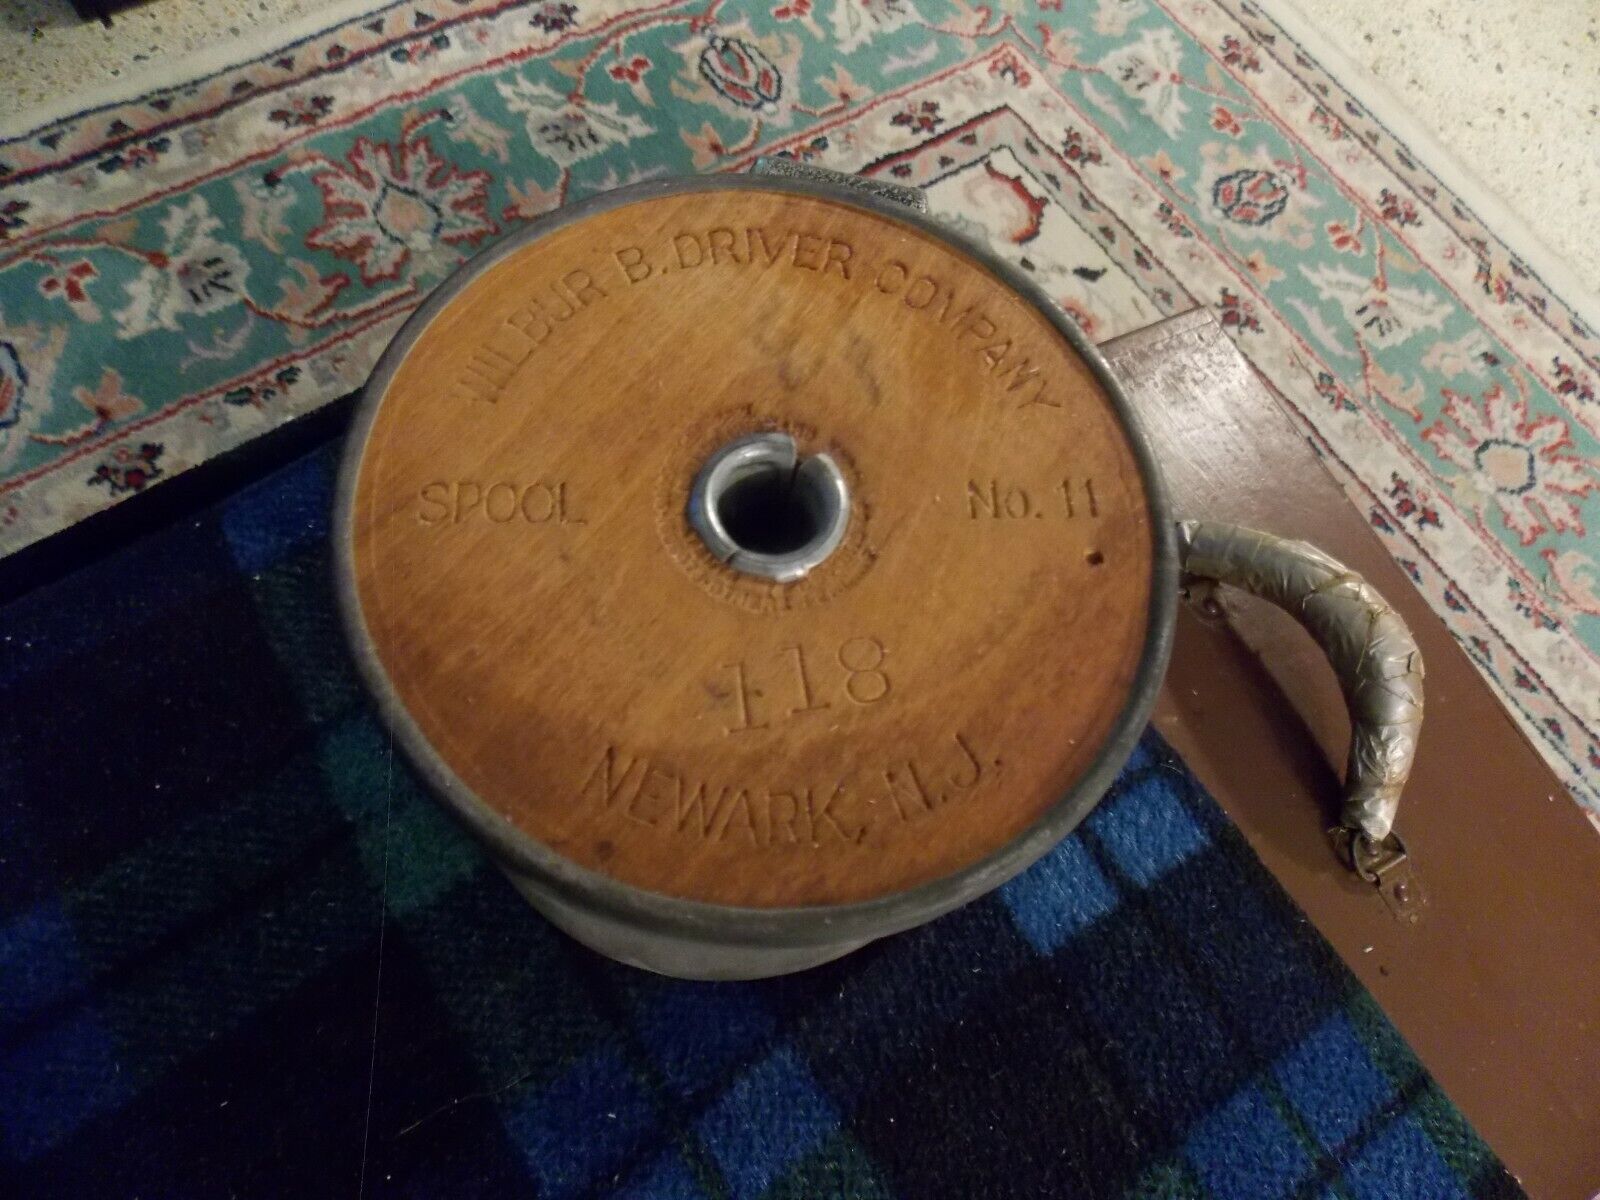 WILBUR B. DRIVER COMPANY
SPOOL No. 11
118
NEWARK, N.J.